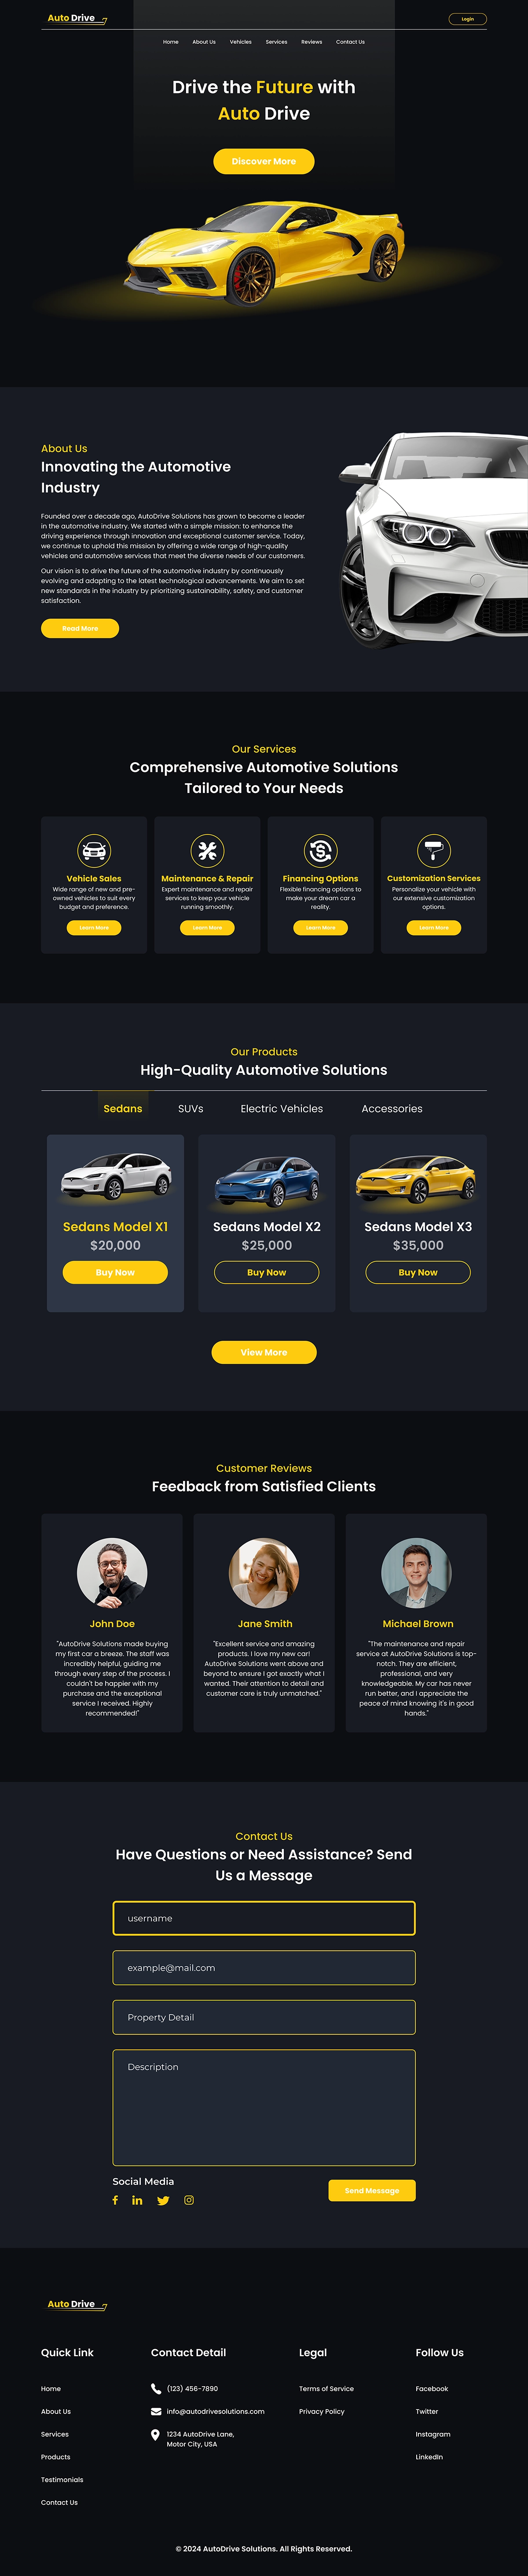 Auto Drive
Login
Home About Us Vehicles Services Reviews Contact Us
Drive the Future with
Auto Drive
Discover More
About Us
Innovating the Automotive
Industry
Founded over a decade ago, AutoDrive Solutions has grown to become a leader
in the automotive industry. We started with a simple mission: to enhance the
driving experience through innovation and exceptional customer service. Today,
we continue to uphold this mission by offering a wide range of high-quality
vehicles and automotive services that meet the diverse needs of our customers.
Our vision is to drive the future of the automotive industry by continuously
evolving and adapting to the latest technological advancements. We aim to set
new standards in the industry by prioritizing sustainability, safety, and customer
satisfaction.
Read More
Our Services
Comprehensive Automotive Solutions
Tailored to Your Needs
Vehicle Sales
Wide range of new and pre-
owned vehicles to suit every
budget and preference.
Learn More
Maintenance & Repair
Expert maintenance and repair
services to keep your vehicle
running smoothly.
Learn More
Financing Options
Flexible financing options to
make your dream car a
reality.
Learn More
Customization Services
Personalize your vehicle with
our extensive customization
options.
Learn More
Our Products
High-Quality Automotive Solutions
Sedans SUVs Electric Vehicles Accessories
Sedans Model X1
$20,000
Buy Now
Sedans Model X2
$25,000
Buy Now
Sedans Model X3
$35,000
Buy Now
View More
Customer Reviews
Feedback from Satisfied Clients
John Doe
"AutoDrive Solutions made buying
my first car a breeze. The staff was
incredibly helpful, guiding me
through every step of the process. I
couldn't be happier with my
purchase and the exceptional
service I received. Highly
recommended!"
Jane Smith
"Excellent service and amazing
products. I love my new car!
AutoDrive Solutions went above and
beyond to ensure I got exactly what I
wanted. Their attention to detail and
customer care is truly unmatched."
Michael Brown
"The maintenance and repair
service at AutoDrive Solutions is top-
notch. They are efficient,
professional, and very
knowledgeable. My car has never
run better, and I appreciate the
peace of mind knowing it's in good
hands."
Contact Us
Have Questions or Need Assistance? Send
Us a Message
username
example@mail.com
Property Detail
Description
Social Media
Send Message
Auto Drive
Quick Link
Home
About Us
Services
Products
Testimonials
Contact Us
Contact Detail
(123) 456-7890
info@autodrivesolutions.com
1234 AutoDrive Lane,
Motor City, USA
Legal
Terms of Service
Privacy Policy
Follow Us
Facebook
Twitter
Instagram
LinkedIn
© 2024 AutoDrive Solutions. All Rights Reserved.